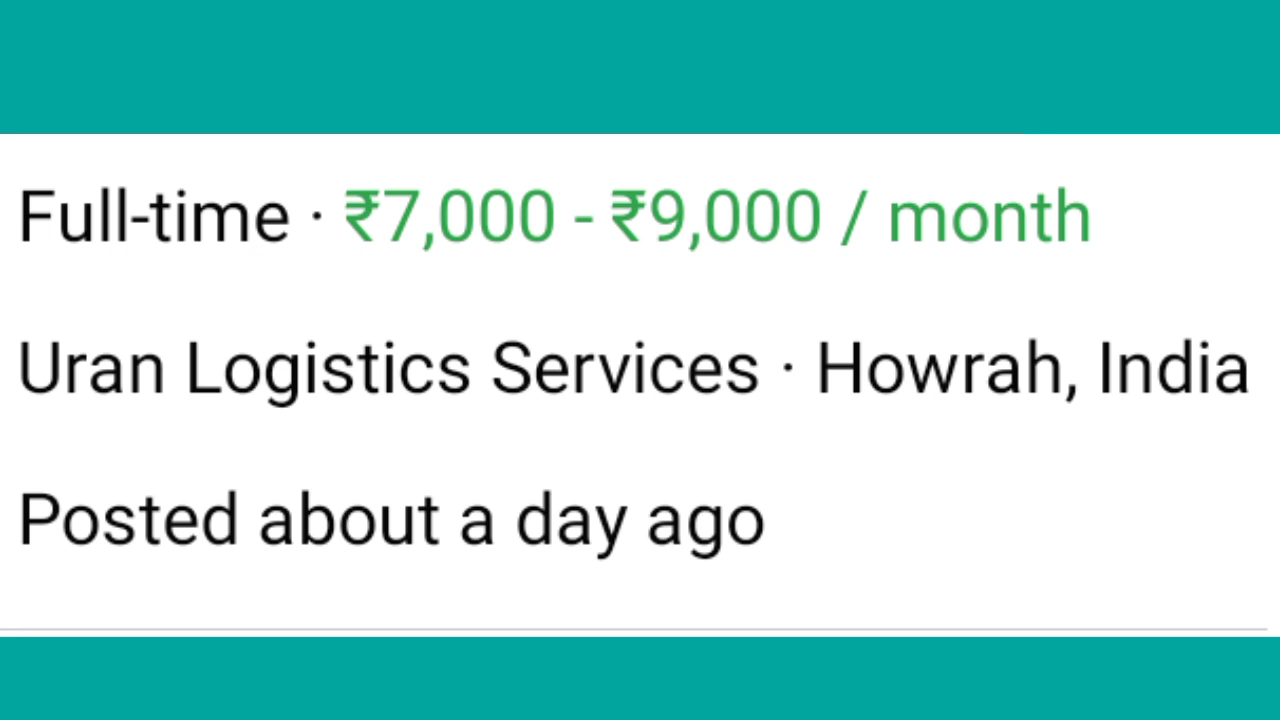 Full-time · ₹7,000 - ₹9,000 / month
Uran Logistics Services · Howrah, India
Posted about a day ago